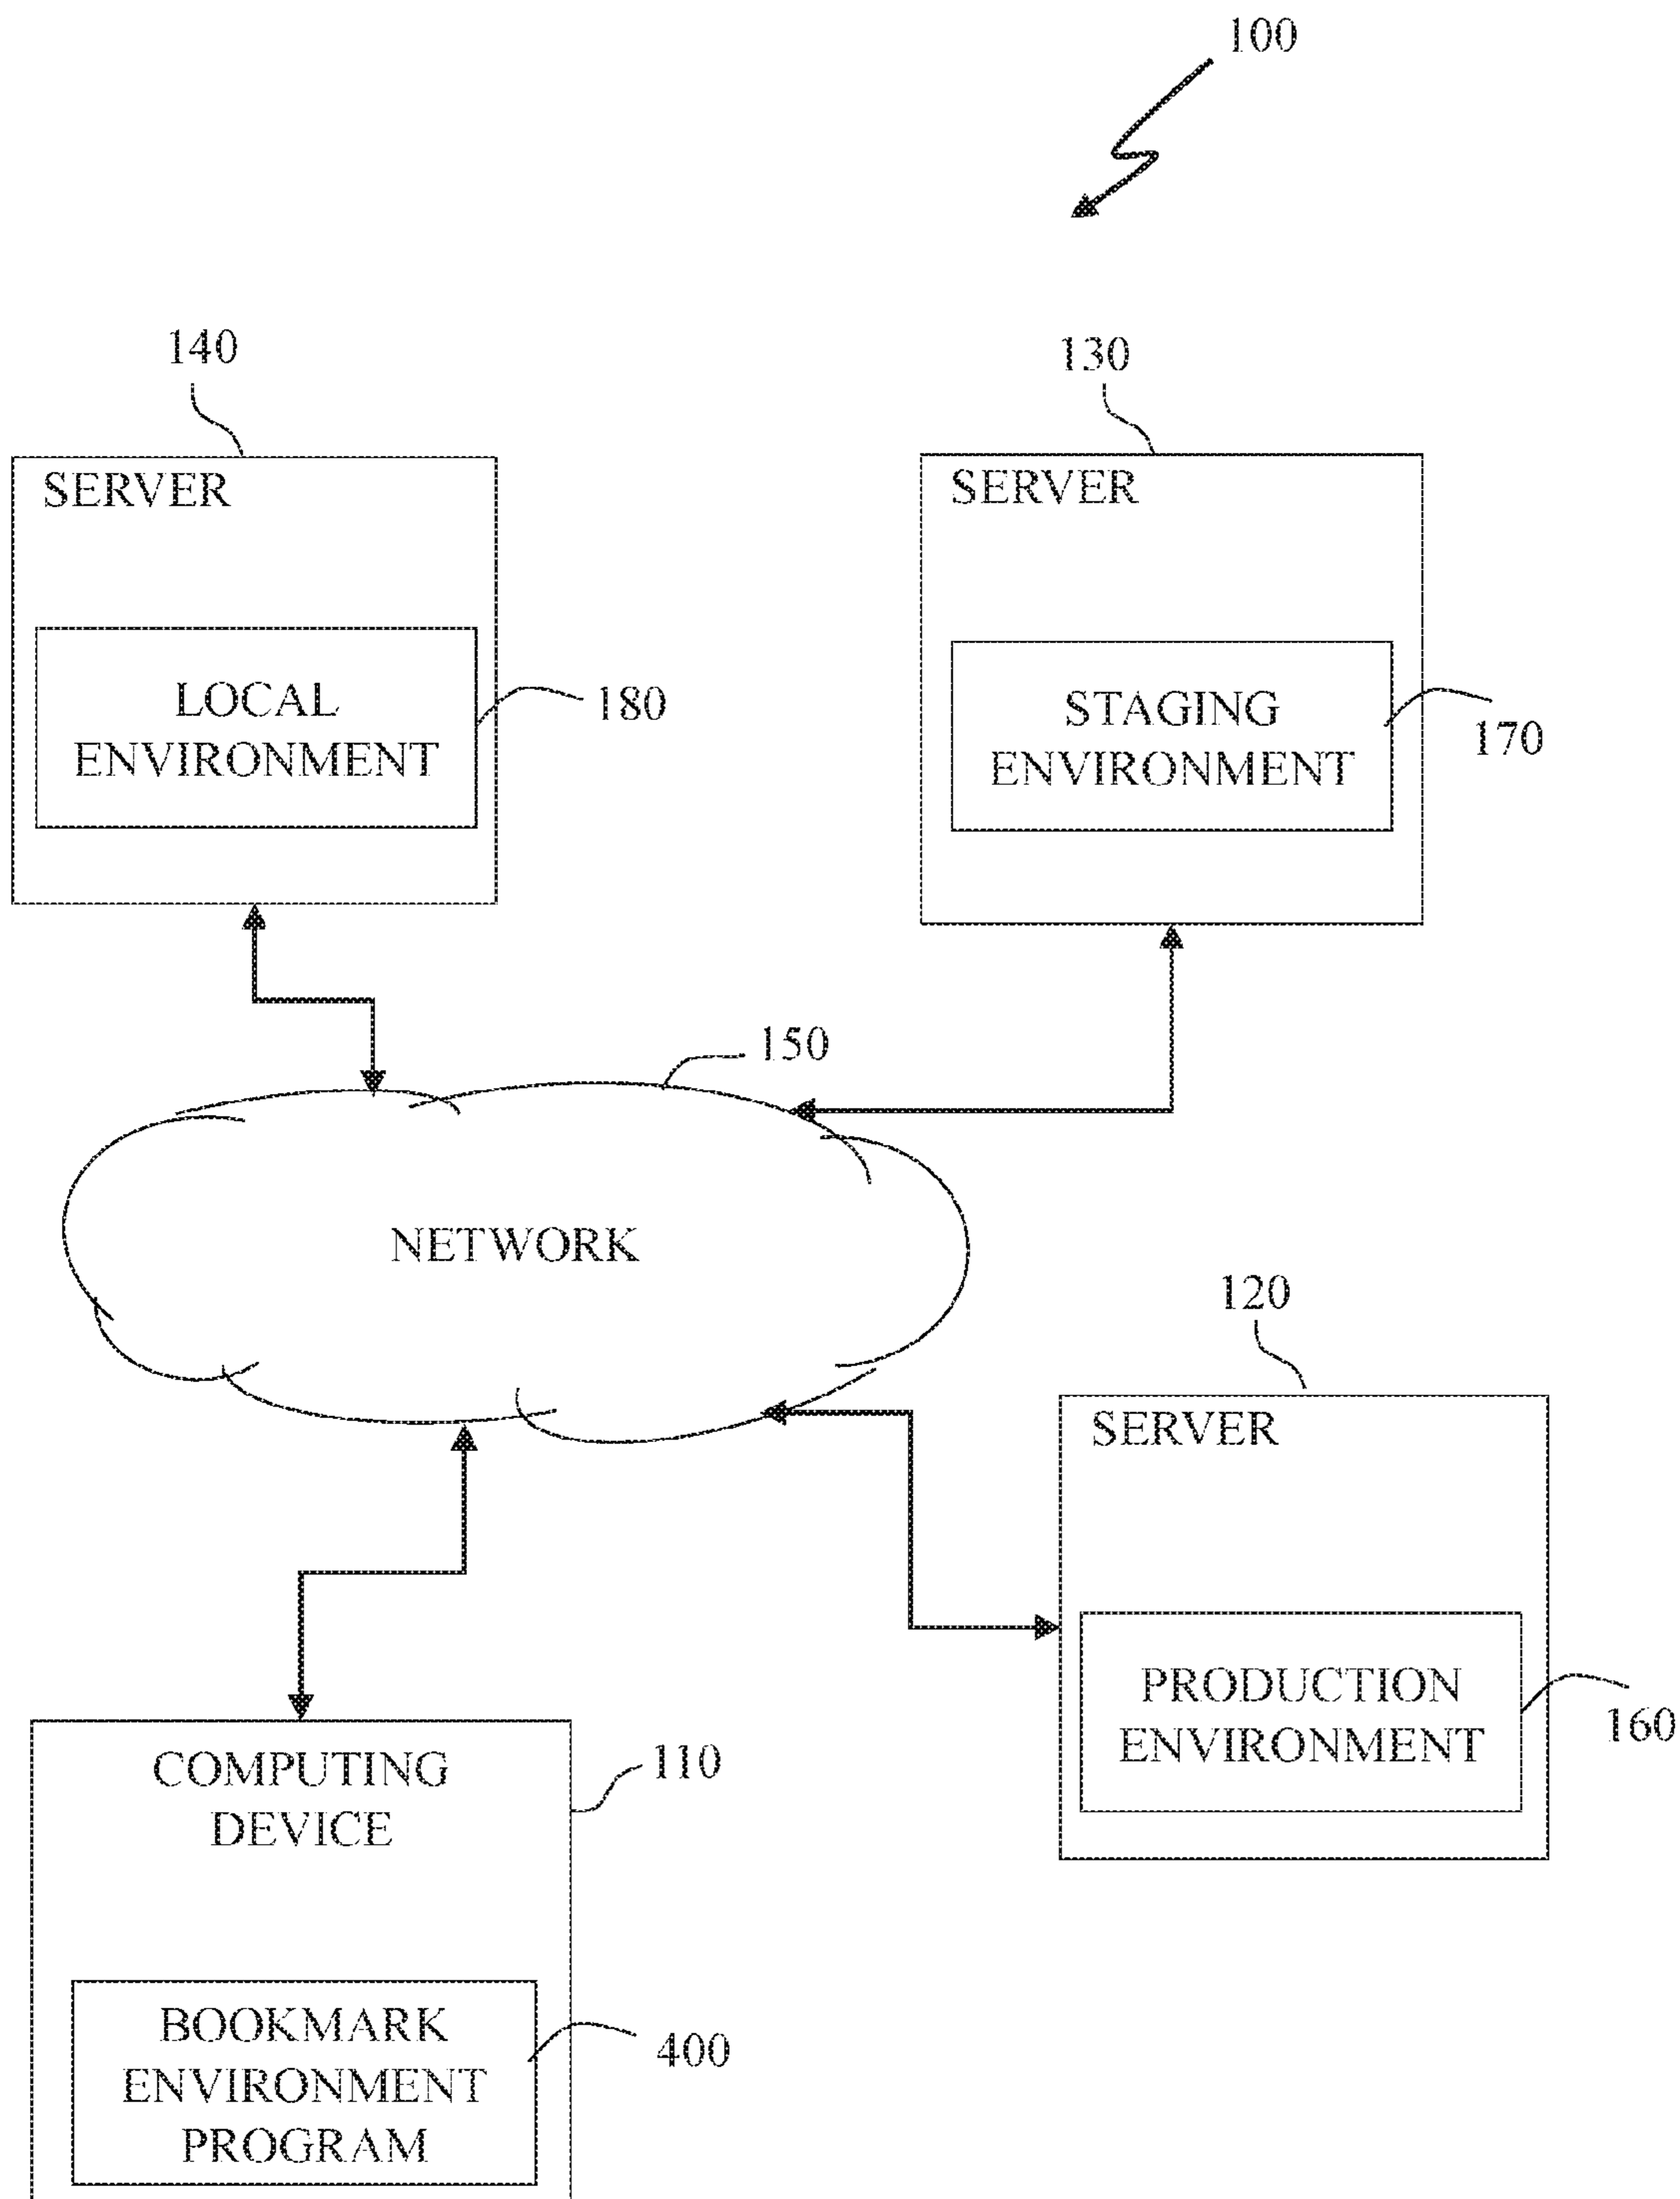 100
140
130
SERVER
SERVER
LOCAL
ENVIRONMENT
180
STAGING
ENVIRONMENT
170
150
NETWORK
120
SERVER
PRODUCTION
ENVIRONMENT
160
COMPUTING
DEVICE
110
BOOKMARK
ENVIRONMENT
PROGRAM
400